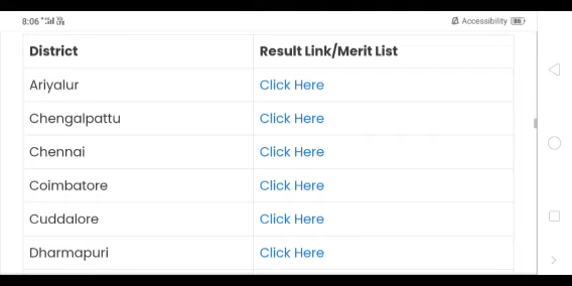 8:06
Accessibility
District Result Link/Merit List
Ariyalur Click Here
Chengalpattu Click Here
Chennai Click Here
Coimbatore Click Here
Cuddalore Click Here
Dharmapuri Click Here